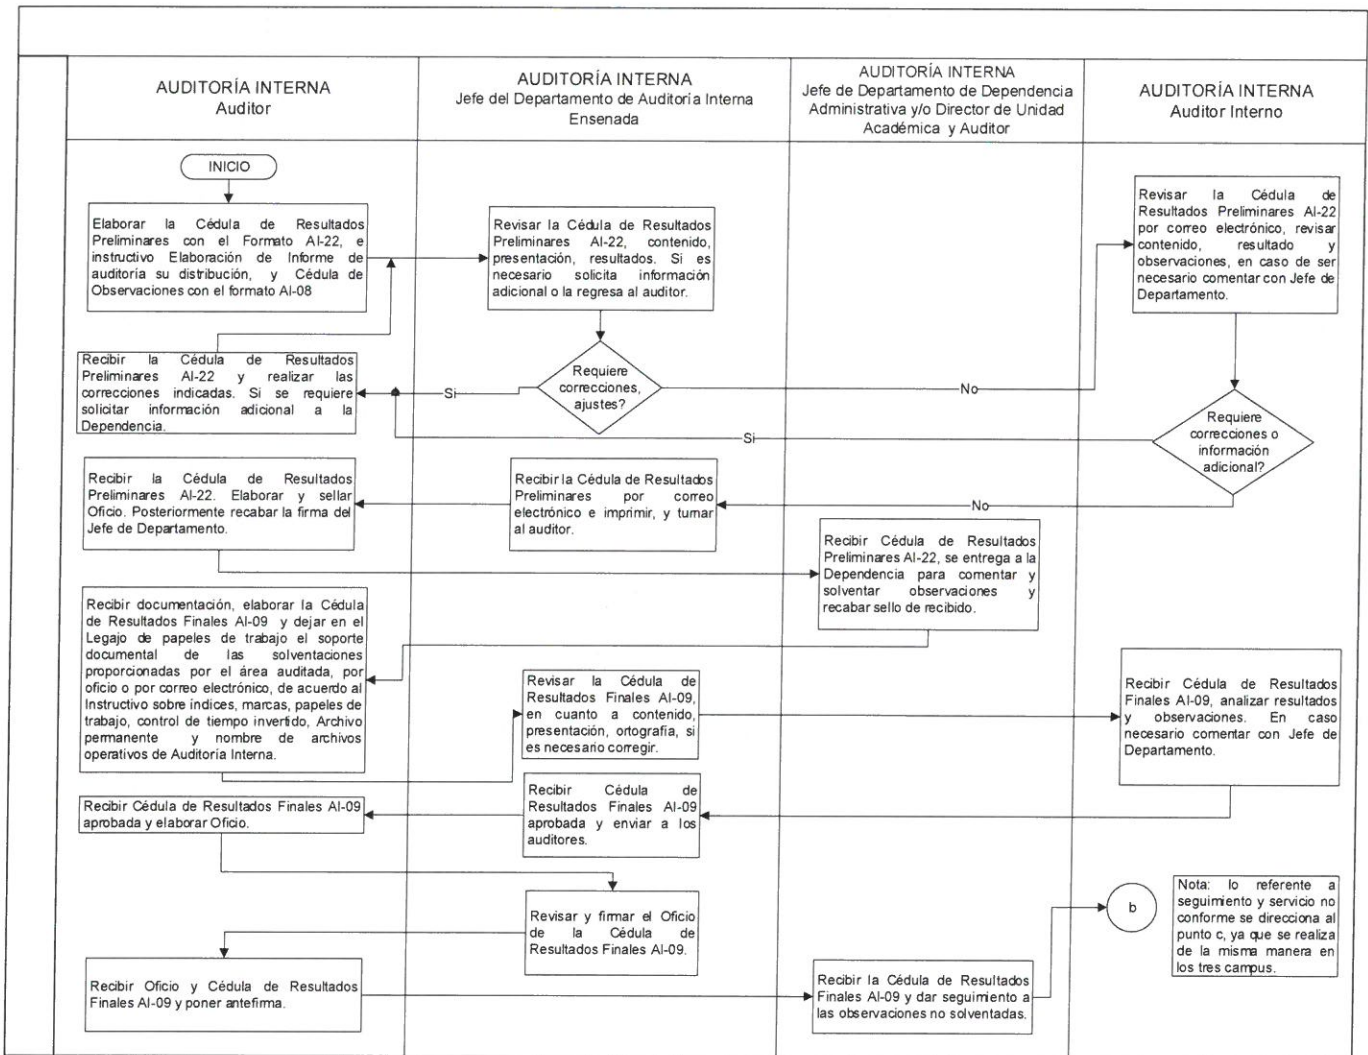 AUDITORÍA INTERNA
Auditor
AUDITORÍA INTERNA
Jefe del Departamento de Auditoría Interna
Ensenada
AUDITORÍA INTERNA
Jefe de Departamento de Dependencia
Administrativa y/o Director de Unidad
Académica y Auditor
AUDITORÍA INTERNA
Auditor Interno
INICIO
Elaborar la Cédula de Resultados
Preliminares con el Formato AI-22, e
instructivo Elaboración de Informe de
auditoría su distribución, y Cédula de
Observaciones con el formato AI-08
Revisar la Cédula de Resultados
Preliminares AI-22, contenido,
presentación, resultados. Si es
necesario solicita información
adicional o la regresa al auditor.
Revisar la Cédula de
Resultados Preliminares AI-22
por correo electrónico, revisar
contenido, resultado y
observaciones, en caso de ser
necesario comentar con Jefe de
Departamento.
Recibir la Cédula de Resultados
Preliminares AI-22 y realizar las
correcciones indicadas. Si se requiere
solicitar información adicional a la
Dependencia.
Si
Requiere
correcciones,
ajustes?
No
Si
Requiere
correcciones o
información
adicional?
Recibir la Cédula de Resultados
Preliminares AI-22. Elaborar y sellar
Oficio. Posteriormente recabar la firma del
Jefe de Departamento.
Recibir la Cédula de Resultados
Preliminares por correo
electrónico e imprimir, y turnar
al auditor.
No
Recibir Cédula de Resultados
Preliminares AI-22, se entrega a la
Dependencia para comentar y
solventar observaciones y
recabar sello de recibido.
Recibir documentación, elaborar la Cédula
de Resultados Finales AI-09 y dejar en el
Legajo de papeles de trabajo el soporte
documental de las solventaciones
proporcionadas por el área auditada, por
oficio o por correo electrónico, de acuerdo al
Instructivo sobre índices, marcas, papeles de
trabajo, control de tiempo invertido, Archivo
permanente y nombre de archivos
operativos de Auditoría Interna.
Revisar la Cédula de
Resultados Finales AI-09,
en cuanto a contenido,
presentación, ortografía, si
es necesario corregir.
Recibir Cédula de Resultados
Finales AI-09, analizar resultados
y observaciones. En caso
necesario comentar con Jefe de
Departamento.
Recibir Cédula de Resultados Finales AI-09
aprobada y elaborar Oficio.
Recibir Cédula de
Resultados Finales AI-09
aprobada y enviar a los
auditores.
Revisar y firmar el Oficio
de la Cédula de
Resultados Finales AI-09.
b
Nota: lo referente a
seguimiento y servicio no
conforme se direcciona al
punto c, ya que se realiza
de la misma manera en
los tres campus.
Recibir Oficio y Cédula de Resultados
Finales AI-09 y poner antefirma.
Recibir la Cédula de Resultados
Finales AI-09 y dar seguimiento a
las observaciones no solventadas.